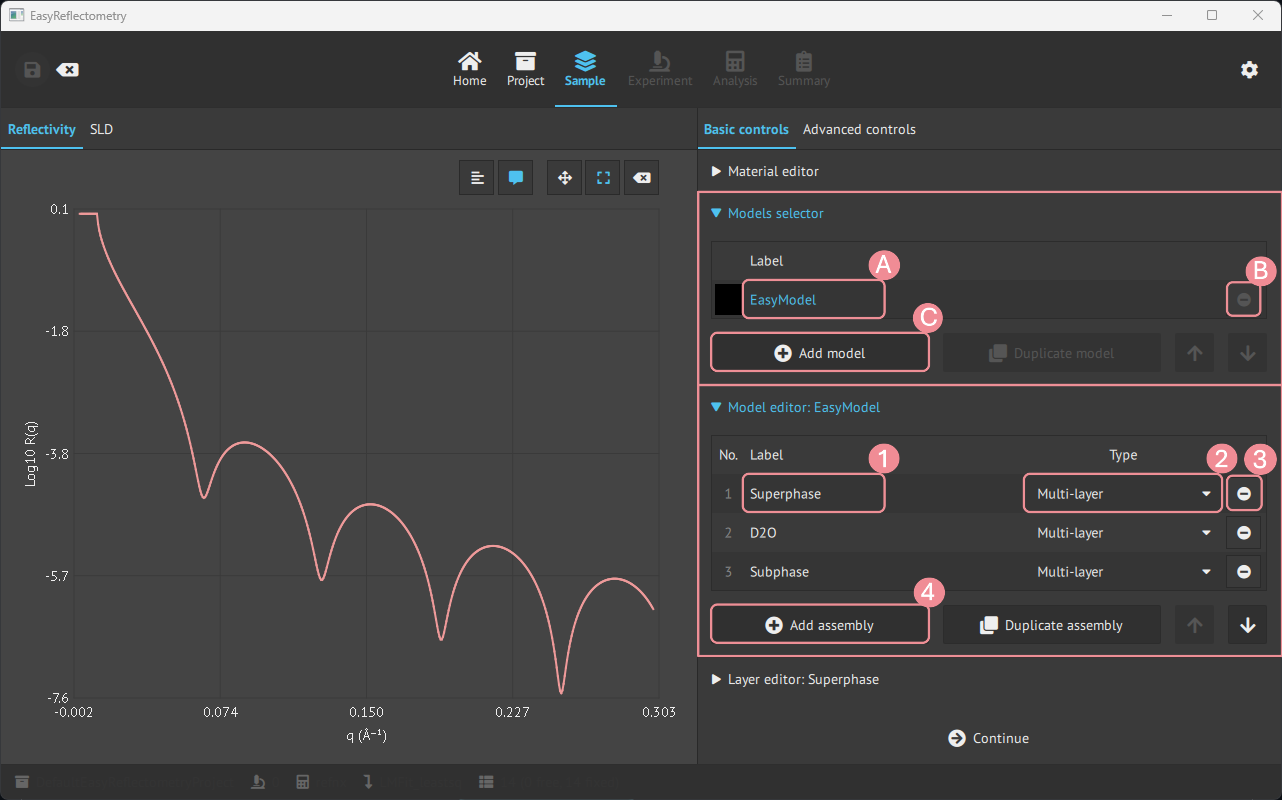 EasyReflectometry
Home Project Sample Experiment Analysis Summary
Reflectivity SLD
Basic controls Advanced controls
Material editor
Models selector
Label
A
B
EasyModel
C
Add model Duplicate model
Model editor: EasyModel
No. Label Type
1 2 3
1 Superphase Multi-layer
2 D2O Multi-layer
3 Subphase Multi-layer
4
Add assembly Duplicate assembly
Layer editor: Superphase
Continue
0.1
-1.8
-3.8
-5.7
-7.6
Log10 R(q)
-0.002 0.074 0.150 0.227 0.303
q (Å⁻¹)